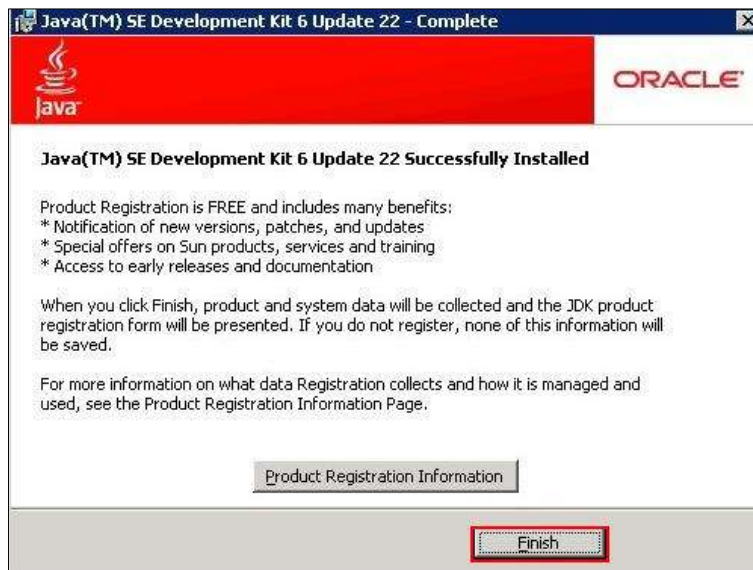 Java(TM) SE Development Kit 6 Update 22 - Complete
Java
ORACLE
Java(TM) SE Development Kit 6 Update 22 Successfully Installed
Product Registration is FREE and includes many benefits:
* Notification of new versions, patches, and updates
* Special offers on Sun products, services and training
* Access to early releases and documentation
When you click Finish, product and system data will be collected and the JDK product
registration form will be presented. If you do not register, none of this information will
be saved.
For more information on what data Registration collects and how it is managed and
used, see the Product Registration Information Page.
Product Registration Information
Finish